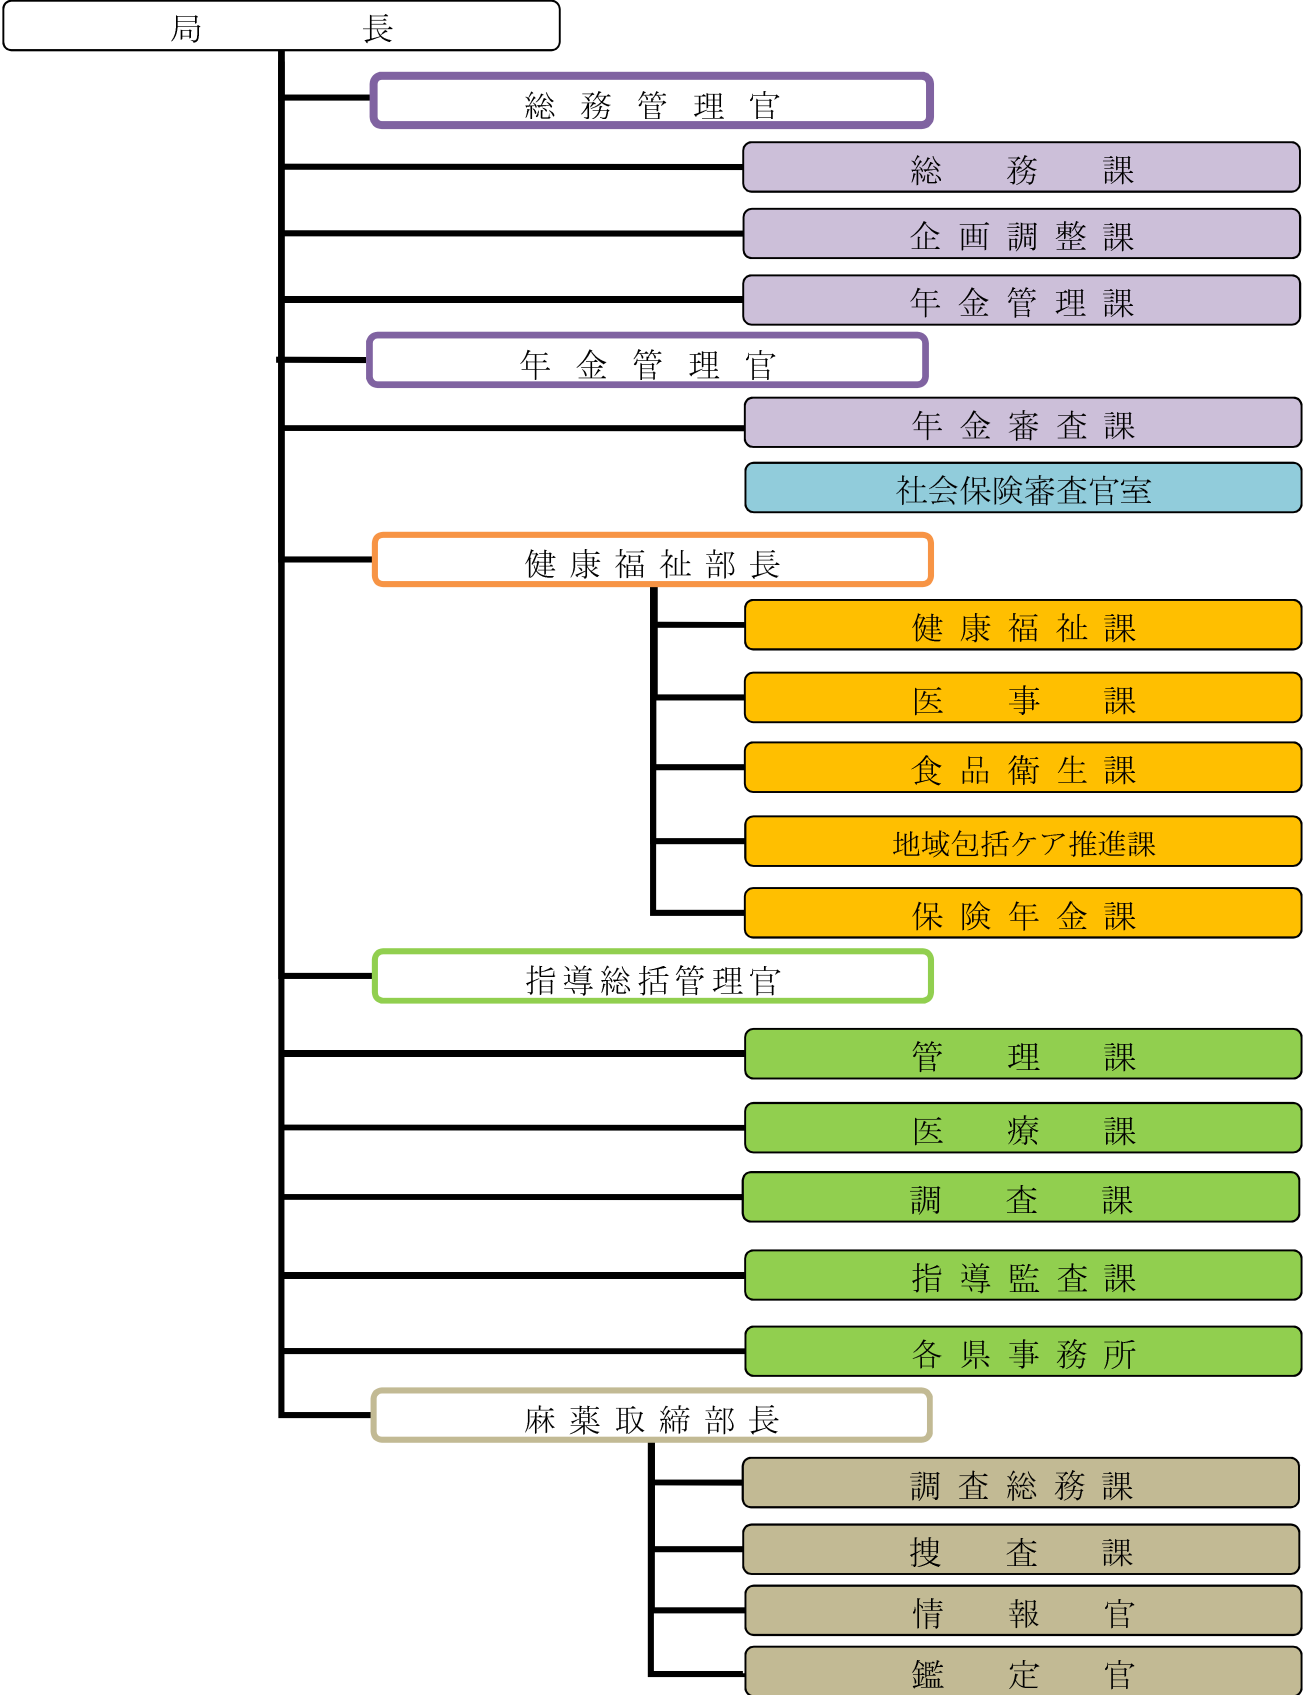 局長
総務管理官
総務課
企画調整課
年金管理課
年金管理官
年金審査課
社会保険審査官室
健康福祉部長
健康福祉課
医事課
食品衛生課
地域包括ケア推進課
保険年金課
指導総括管理官
管理課
医療課
調査課
指導監査課
各県事務所
麻薬取締部長
調査総務課
捜査課
情報官
鑑定官